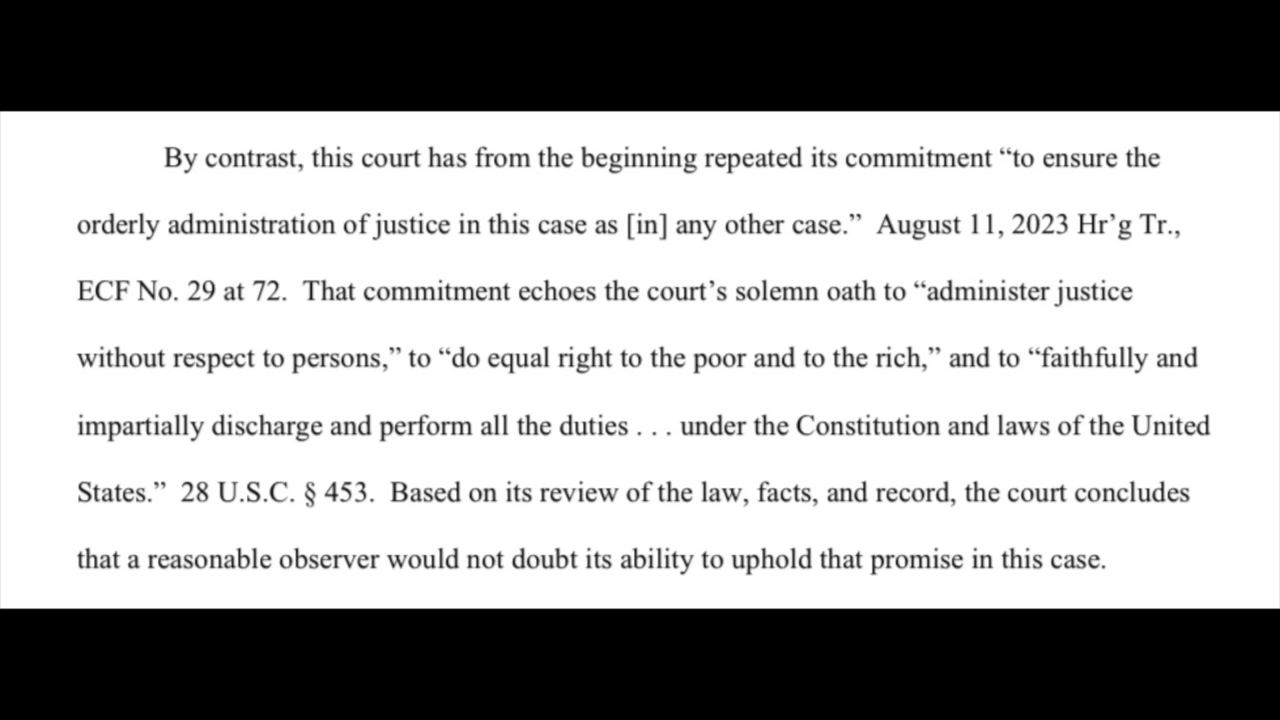 By contrast, this court has from the beginning repeated its commitment “to ensure the
orderly administration of justice in this case as [in] any other case.”  August 11, 2023 Hr’g Tr.,
ECF No. 29 at 72.  That commitment echoes the court’s solemn oath to “administer justice
without respect to persons,” to “do equal right to the poor and to the rich,” and to “faithfully and
impartially discharge and perform all the duties . . . under the Constitution and laws of the United
States.”  28 U.S.C. § 453.  Based on its review of the law, facts, and record, the court concludes
that a reasonable observer would not doubt its ability to uphold that promise in this case.